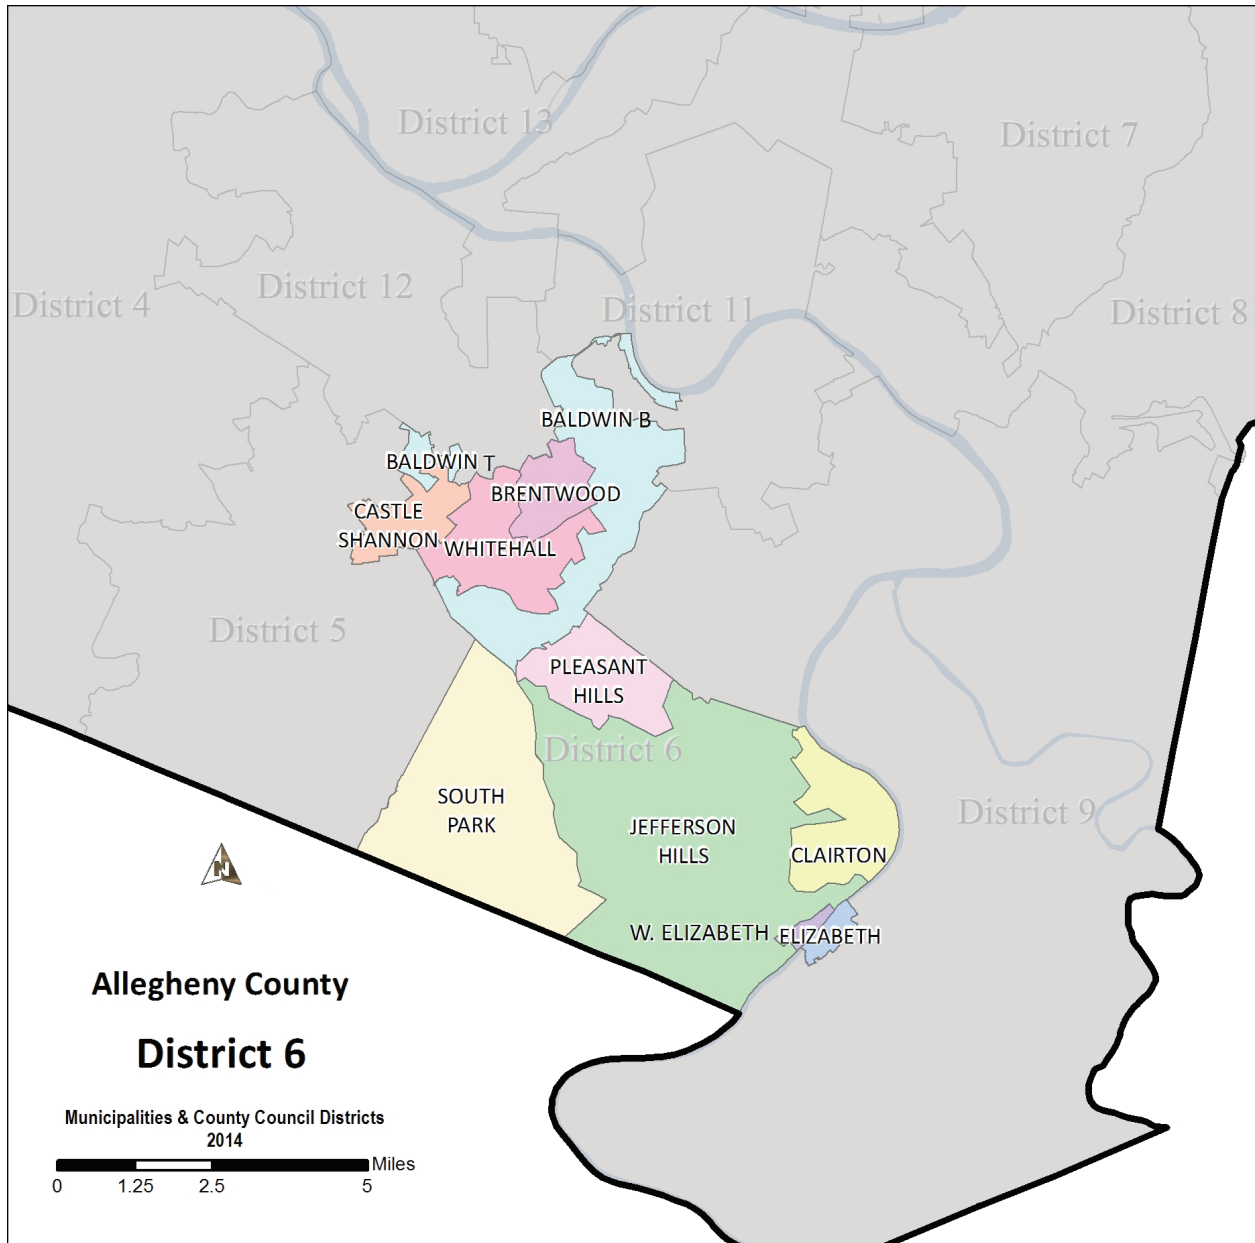 District 13
District 7
District 12
District 4
District 11
District 8
BALDWIN B
BALDWIN T
BRENTWOOD
CASTLE
SHANNON
WHITEHALL
District 5
PLEASANT
HILLS
District 6
SOUTH
PARK
JEFFERSON
HILLS
District 9
CLAIRTON
N
W. ELIZABETH
ELIZABETH
Allegheny County
District 6
Municipalities & County Council Districts
2014
Miles
0 1.25 2.5 5